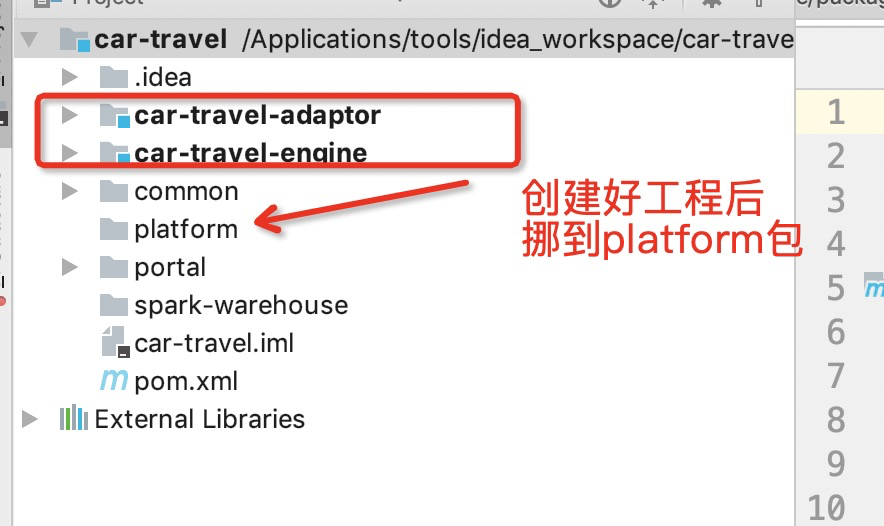 Project
car-travel /Applications/tools/idea_workspace/car-trave
.idea
car-travel-adaptor
car-travel-engine
common
platform
portal
spark-warehouse
car-travel.iml
pom.xml
External Libraries
创建好工程后
挪到platform包
1
2
3
4
5
6
7
8
9
10